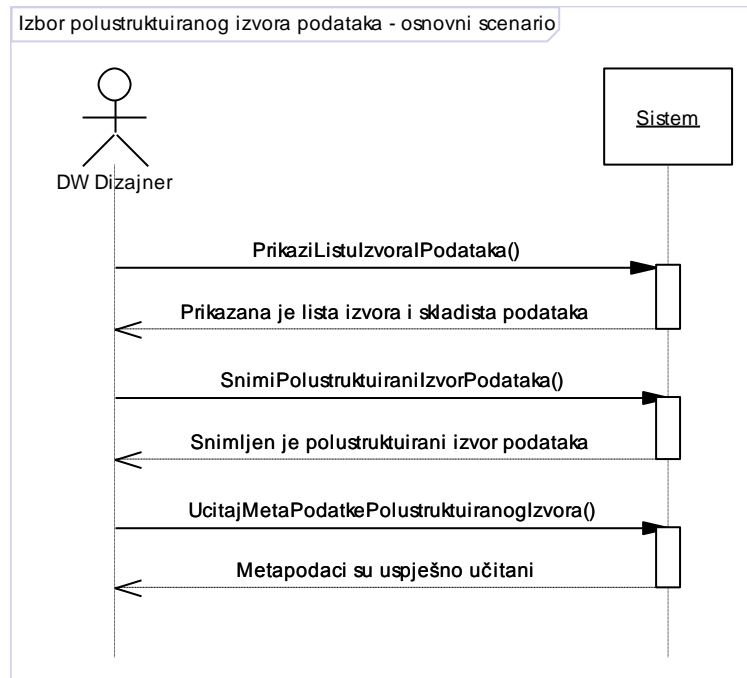 Izbor polustruktuiranog izvora podataka - osnovni scenario
Sistem
DW Dizajner
PrikaziListuIzvoraIPodataka()
Prikazana je lista izvora i skladista podataka
SnimiPolustruktuiraniIzvorPodataka()
Snimljen je polustruktuirani izvor podataka
UcitajMetaPodatkePolustruktuiranogIzvora()
Metapodaci su uspješno učitani